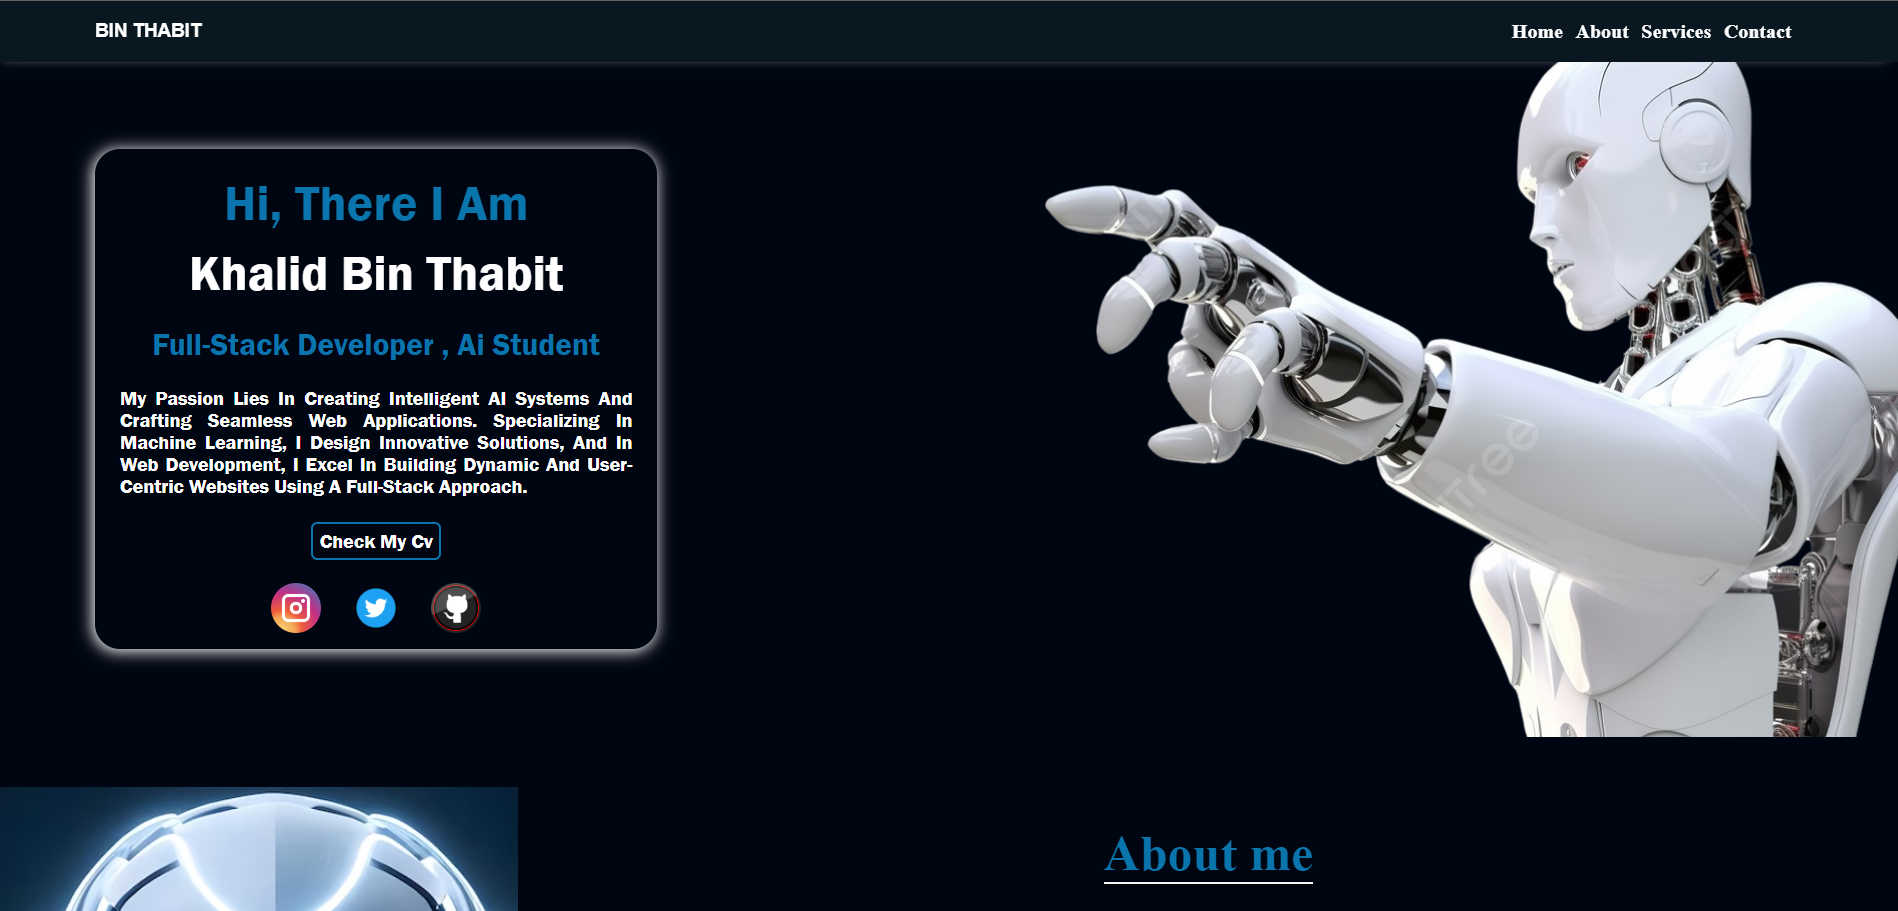 BIN THABIT
Home About Services Contact
Hi, There I Am
Khalid Bin Thabit
Full-Stack Developer , Ai Student
My Passion Lies In Creating Intelligent AI Systems And
Crafting Seamless Web Applications. Specializing In
Machine Learning, I Design Innovative Solutions, And In
Web Development, I Excel In Building Dynamic And User-
Centric Websites Using A Full-Stack Approach.
Check My Cv
About me